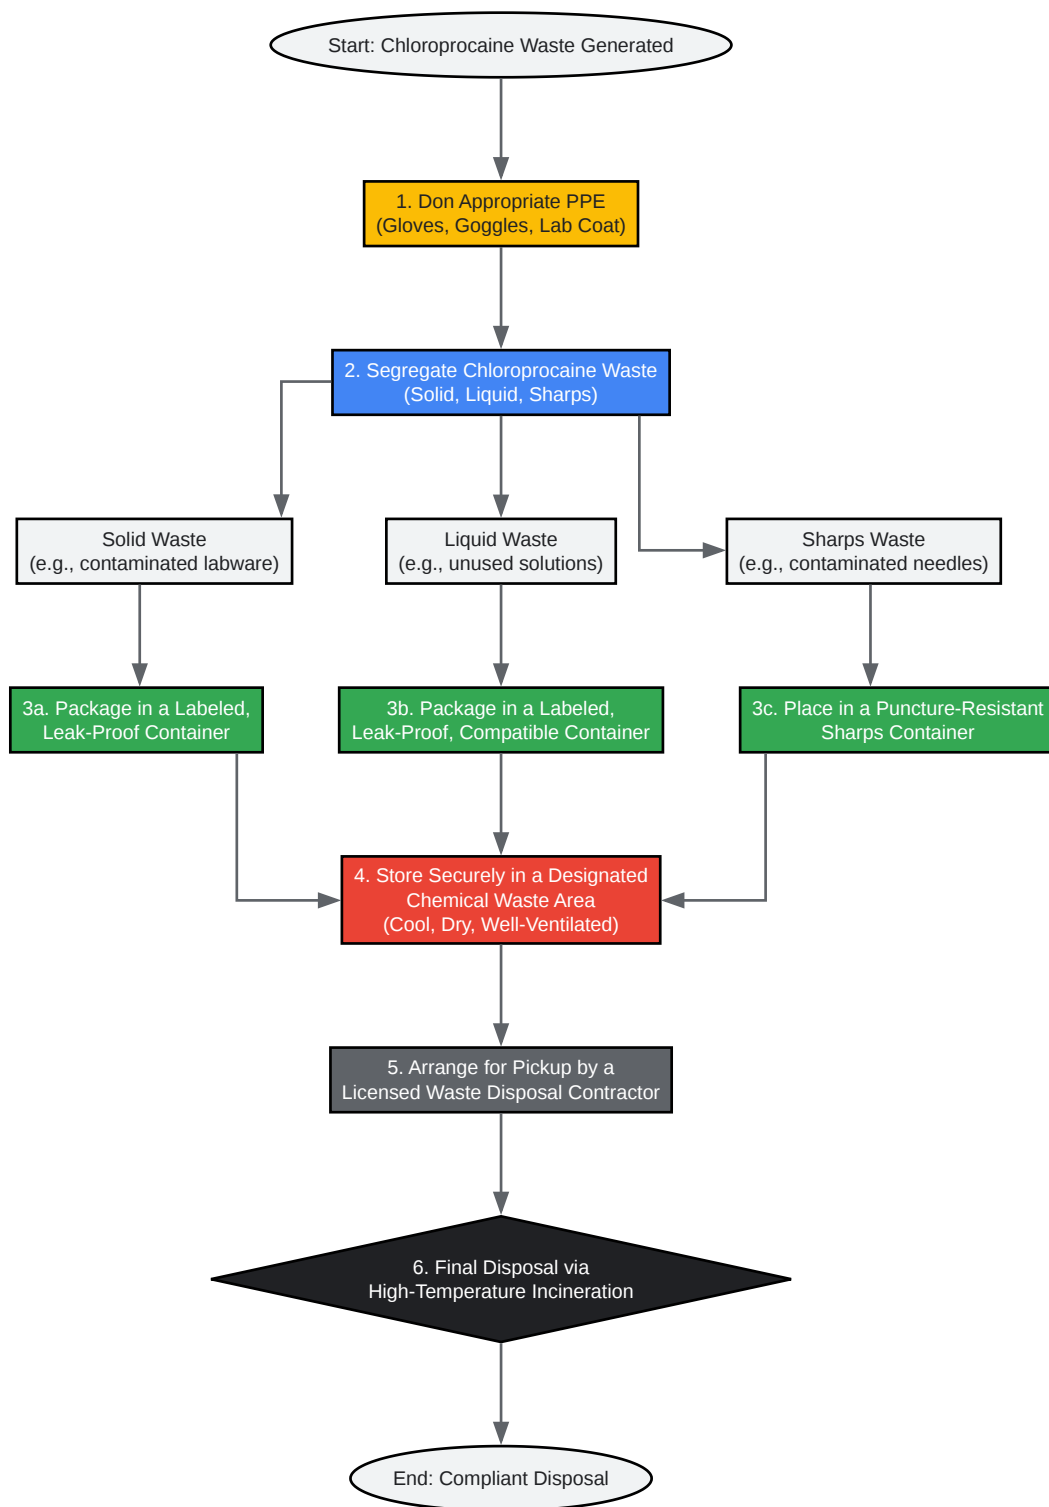 Start: Chloroprocaine Waste Generated
1. Don Appropriate PPE
(Gloves, Goggles, Lab Coat)
2. Segregate Chloroprocaine Waste
(Solid, Liquid, Sharps)
Solid Waste
(e.g., contaminated labware)
Liquid Waste
(e.g., unused solutions)
Sharps Waste
(e.g., contaminated needles)
3a. Package in a Labeled,
Leak-Proof Container
3b. Package in a Labeled,
Leak-Proof, Compatible Container
3c. Place in a Puncture-Resistant
Sharps Container
4. Store Securely in a Designated
Chemical Waste Area
(Cool, Dry, Well-Ventilated)
5. Arrange for Pickup by a
Licensed Waste Disposal Contractor
6. Final Disposal via
High-Temperature Incineration
End: Compliant Disposal